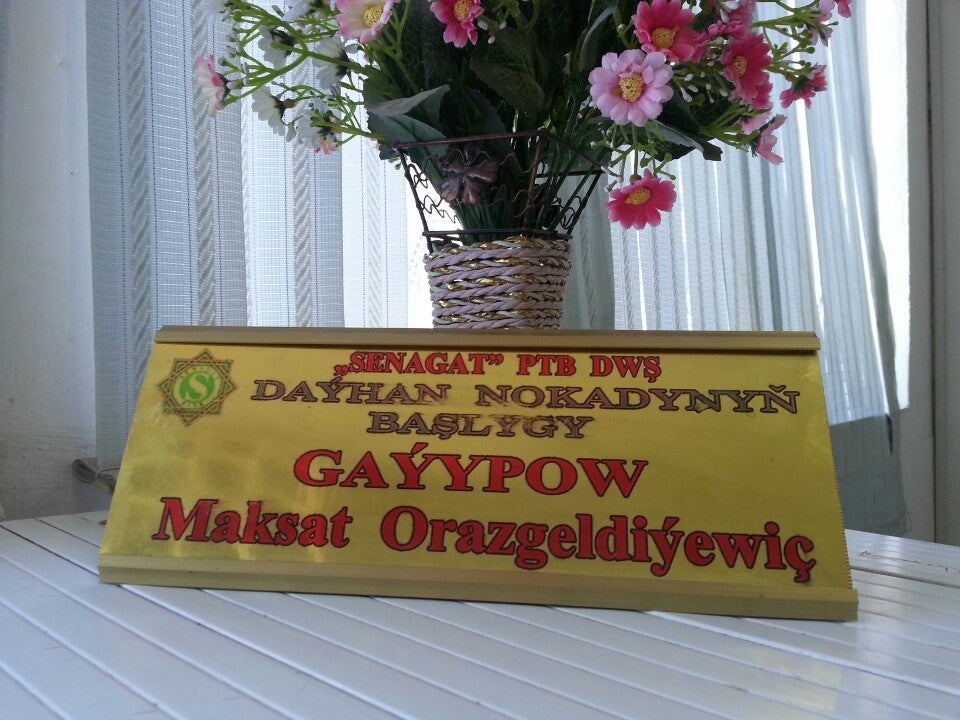 „SENAGAT” PTB DWŞ
DAÝHAN NOKADYNYŇ
BAŞLYGY
GAÝYPOW
Maksat Orazgeldiýewiç